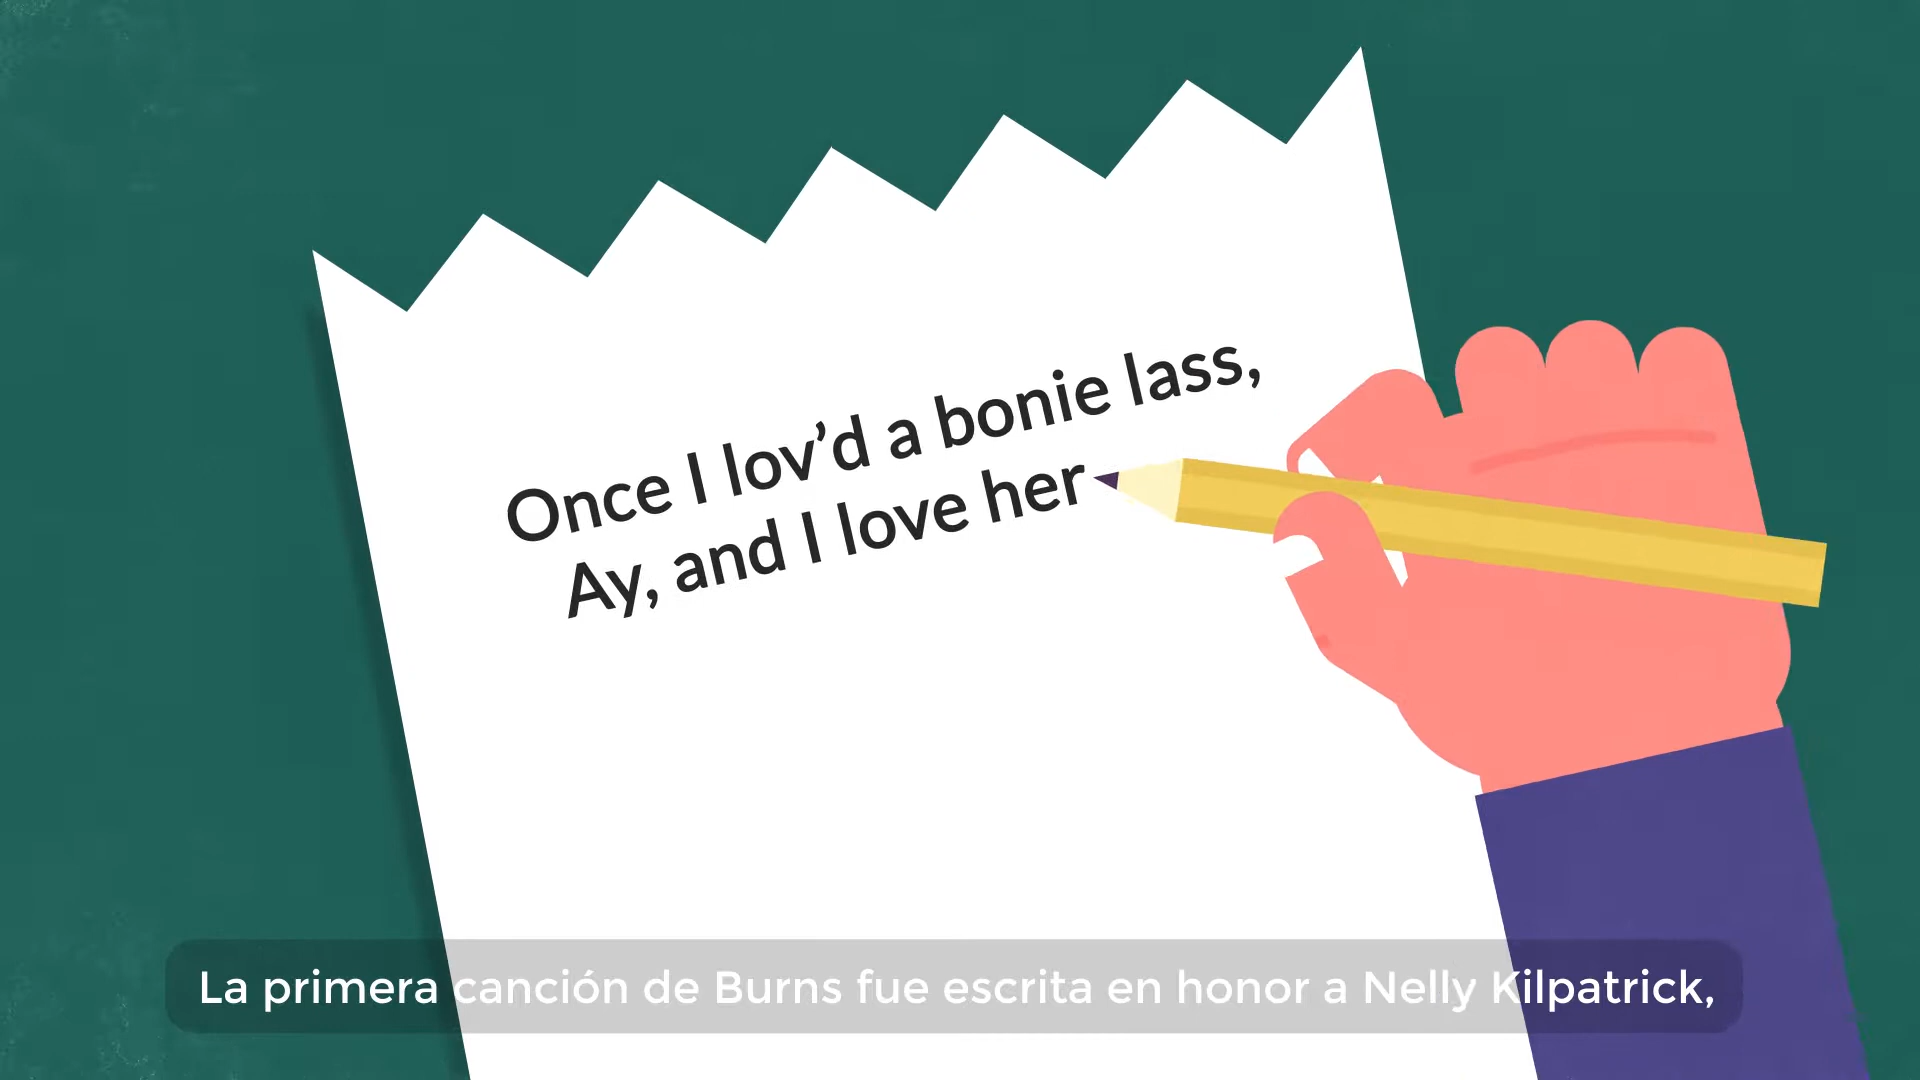 Once I lov’d a bonie lass,
Ay, and I love her
La primera canción de Burns fue escrita en honor a Nelly Kilpatrick,